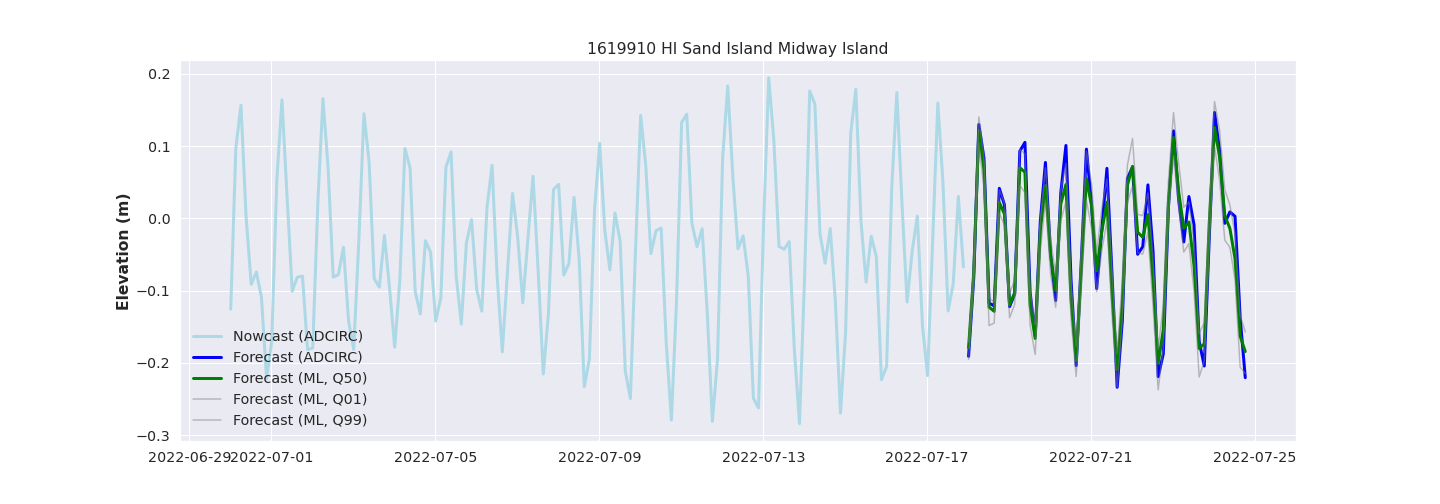 1619910 HI Sand Island Midway Island
Elevation (m)
0.2
0.1
0.0
−0.1
−0.2
−0.3
Nowcast (ADCIRC)
Forecast (ADCIRC)
Forecast (ML, Q50)
Forecast (ML, Q01)
Forecast (ML, Q99)
2022-06-29 2022-07-01 2022-07-05 2022-07-09 2022-07-13 2022-07-17 2022-07-21 2022-07-25